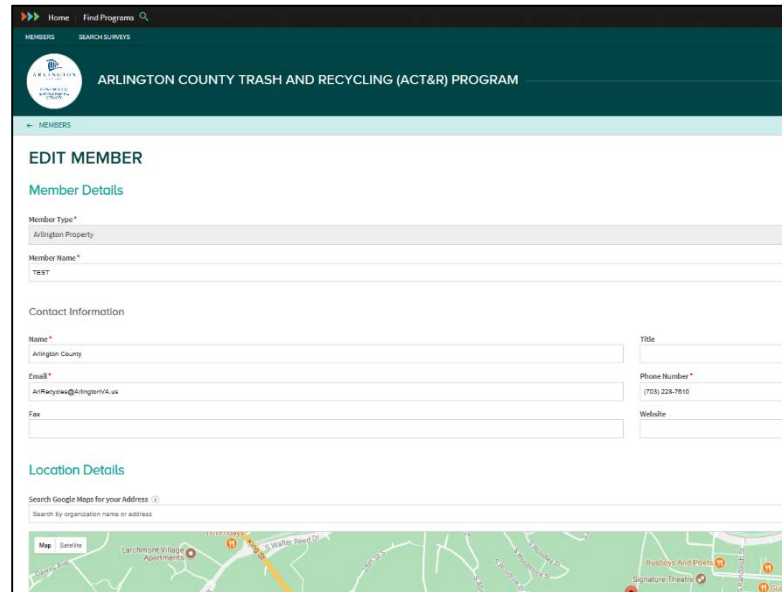 Home Find Programs
MEMBERS SEARCH SURVEYS
ARLINGTON
ARLINGTON COUNTY TRASH AND RECYCLING (ACT&R) PROGRAM
← MEMBERS
EDIT MEMBER
Member Details
Member Type*
Arlington Property
Member Name*
TEST
Contact Information
Name* Title
Arlington County
Email* Phone Number*
ArlRecycles@ArlingtonVA.us (703) 228-7610
Fax Website
Location Details
Search Google Maps for your Address
Search by organization name or address
Map Satellite
King St
S Walter Reed Dr
Larchmont Village
Apartments
Busboys And Poets
Signature Theatre